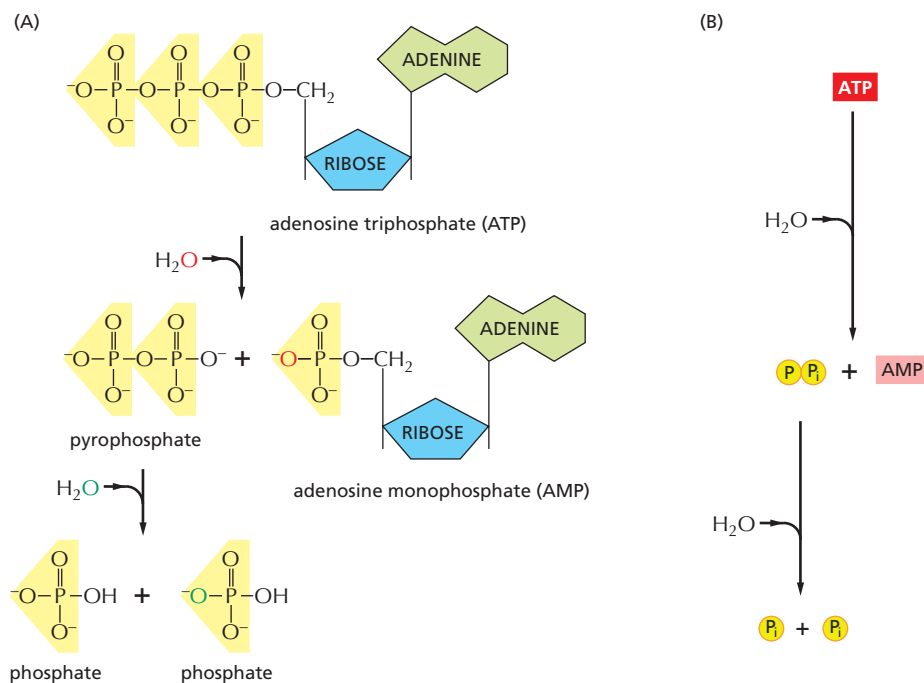 (A)
O O O
⁻O–P–O–P–O–P–O–CH₂
O⁻ O⁻ O⁻
ADENINE
RIBOSE
adenosine triphosphate (ATP)
H₂O
O O
⁻O–P–O–P–O⁻ + ⁻O–P–O–CH₂
O⁻ O⁻
O
O⁻
ADENINE
RIBOSE
pyrophosphate
adenosine monophosphate (AMP)
H₂O
O
⁻O–P–OH
O⁻
+
O
⁻O–P–OH
O⁻
phosphate
phosphate
(B)
ATP
H₂O
P Pᵢ + AMP
H₂O
Pᵢ + Pᵢ